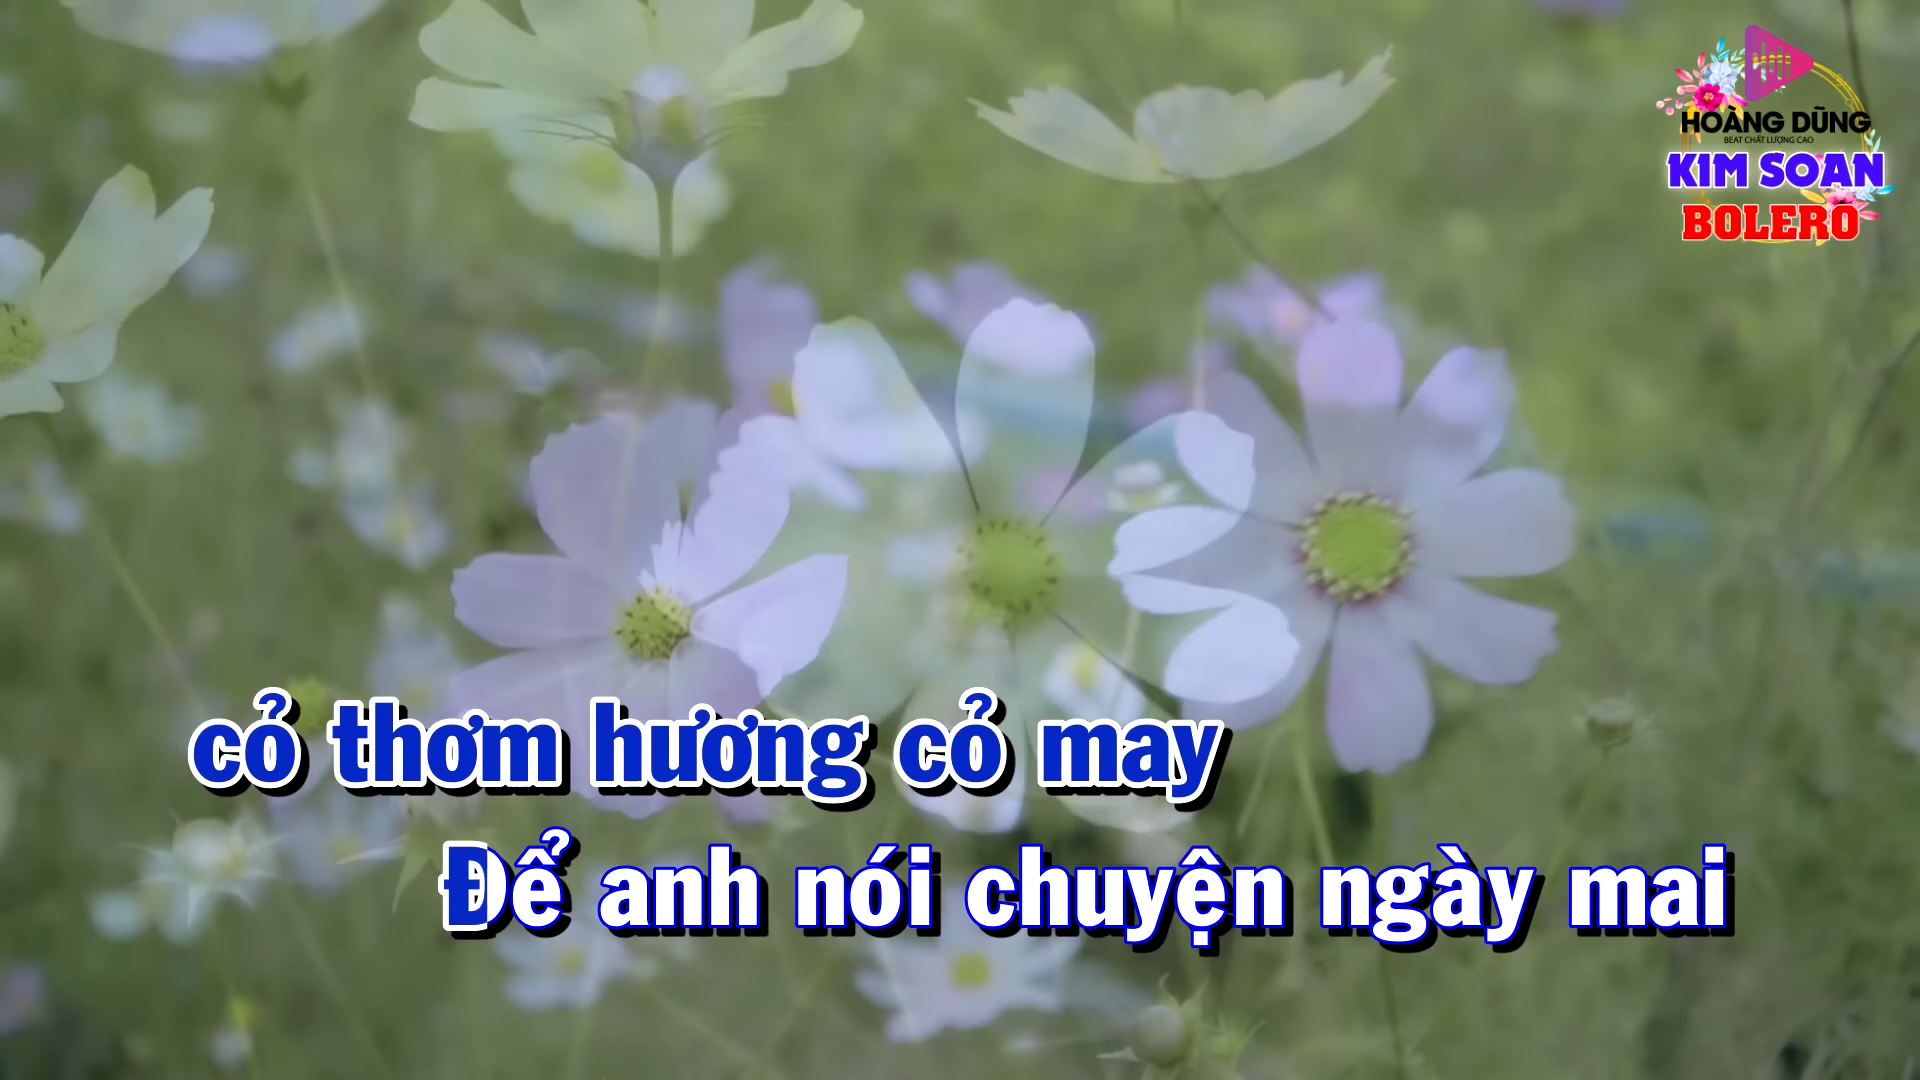 HOÀNG DŨNG
BEAT CHẤT LƯỢNG CAO
KIM SOAN
BOLERO
cỏ thơm hương cỏ may
Để anh nói chuyện ngày mai